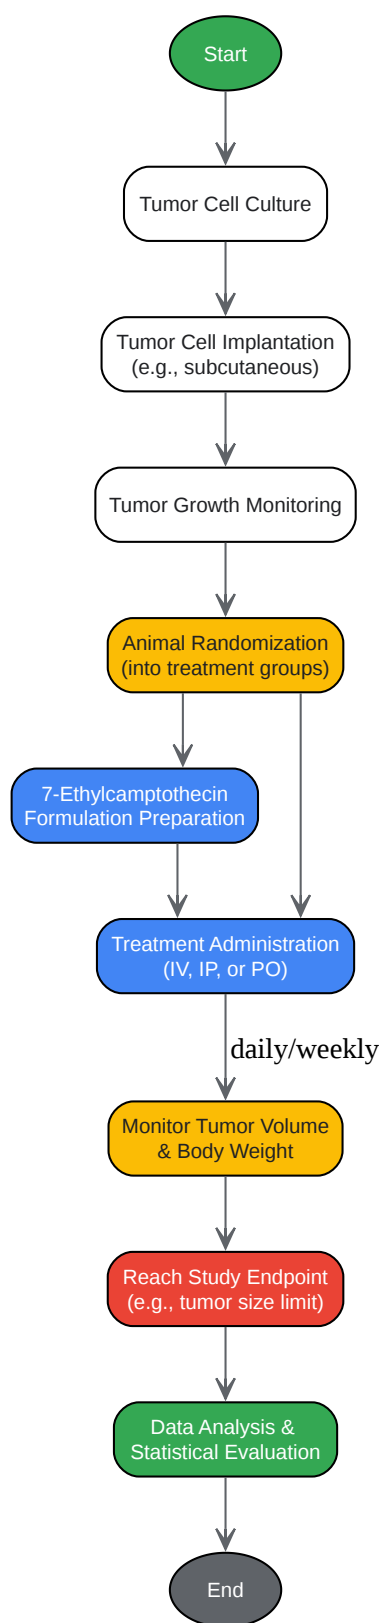 Start
Tumor Cell Culture
Tumor Cell Implantation
(e.g., subcutaneous)
Tumor Growth Monitoring
Animal Randomization
(into treatment groups)
7-Ethylcamptothecin
Formulation Preparation
Treatment Administration
(IV, IP, or PO)
daily/weekly
Monitor Tumor Volume
& Body Weight
Reach Study Endpoint
(e.g., tumor size limit)
Data Analysis &
Statistical Evaluation
End